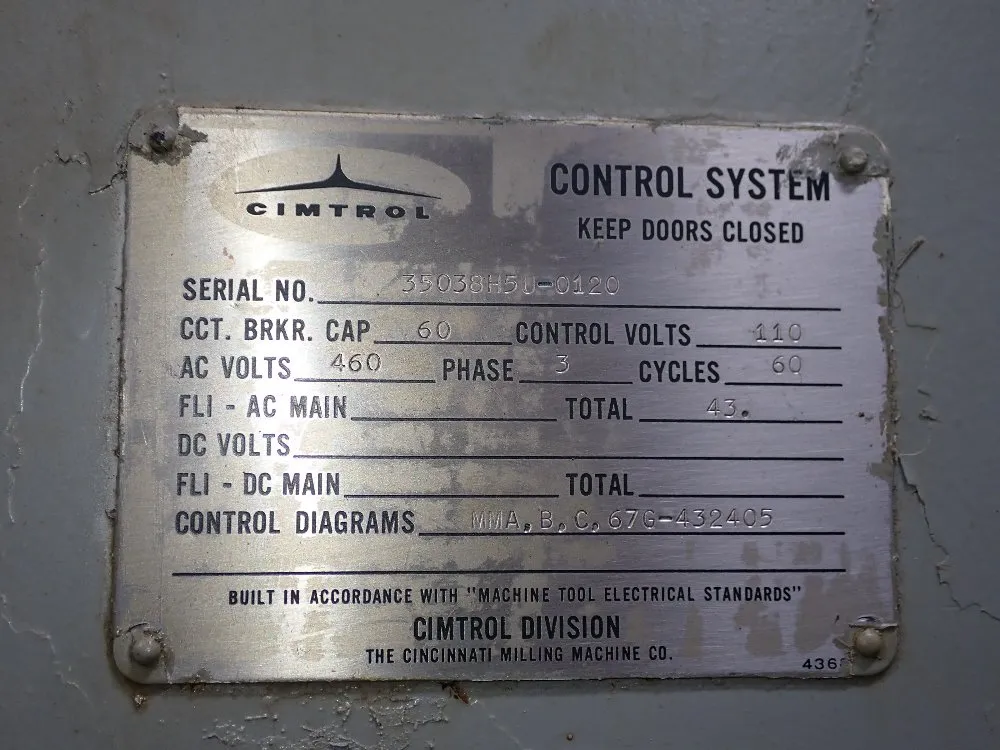 CIMTROL
CONTROL SYSTEM
KEEP DOORS CLOSED
SERIAL NO. 35038H5U-0120
CCT. BRKR. CAP 60 CONTROL VOLTS 110
AC VOLTS 460 PHASE 3 CYCLES 60
FLI - AC MAIN TOTAL 43.
DC VOLTS
FLI - DC MAIN TOTAL
CONTROL DIAGRAMS MMA,B,C,67G-432405
BUILT IN ACCORDANCE WITH "MACHINE TOOL ELECTRICAL STANDARDS"
CIMTROL DIVISION
THE CINCINNATI MILLING MACHINE CO.